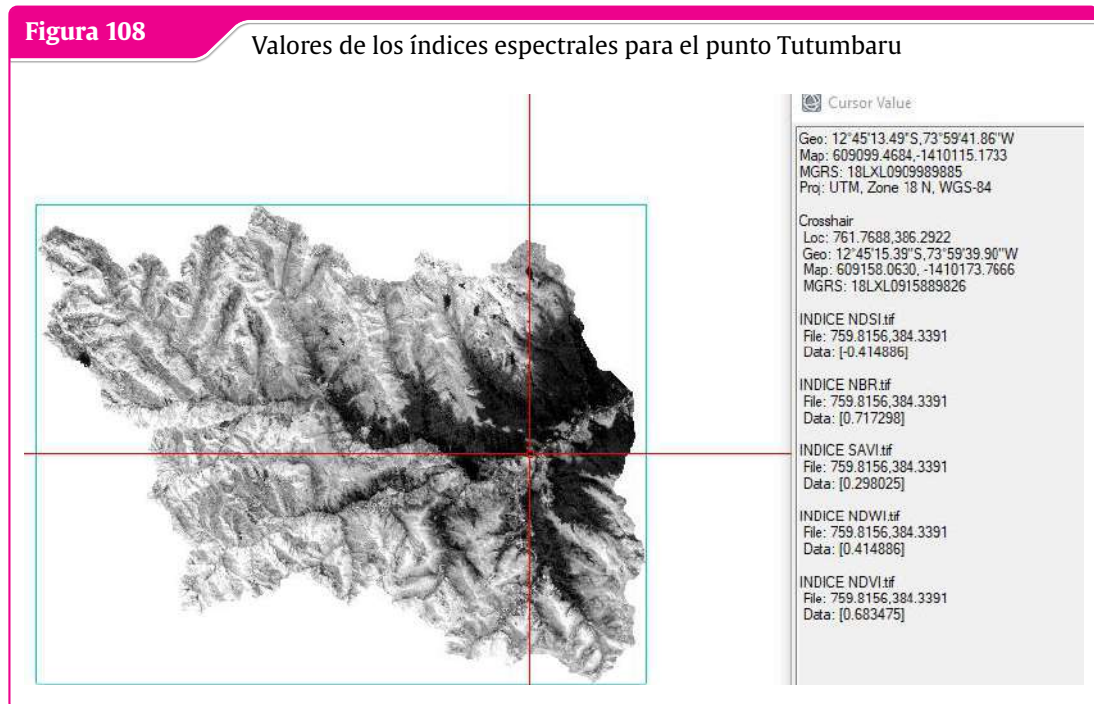 Figura 108
Valores de los índices espectrales para el punto Tutumbaru
Cursor Value
Geo: 12°45'13.49"S,73°59'41.86"W
Map: 609099.4684,-1410115.1733
MGRS: 18LXL0909989885
Proj: UTM, Zone 18 N, WGS-84
Crosshair
Loc: 761.7688,386.2922
Geo: 12°45'15.39"S,73°59'39.90"W
Map: 609158.0630, -1410173.7666
MGRS: 18LXL0915889826
INDICE NDSI.tif
File: 759.8156,384.3391
Data: [-0.414886]
INDICE NBR.tif
File: 759.8156,384.3391
Data: [0.717298]
INDICE SAVI.tif
File: 759.8156,384.3391
Data: [0.298025]
INDICE NDWI.tif
File: 759.8156,384.3391
Data: [0.414886]
INDICE NDVI.tif
File: 759.8156,384.3391
Data: [0.683475]